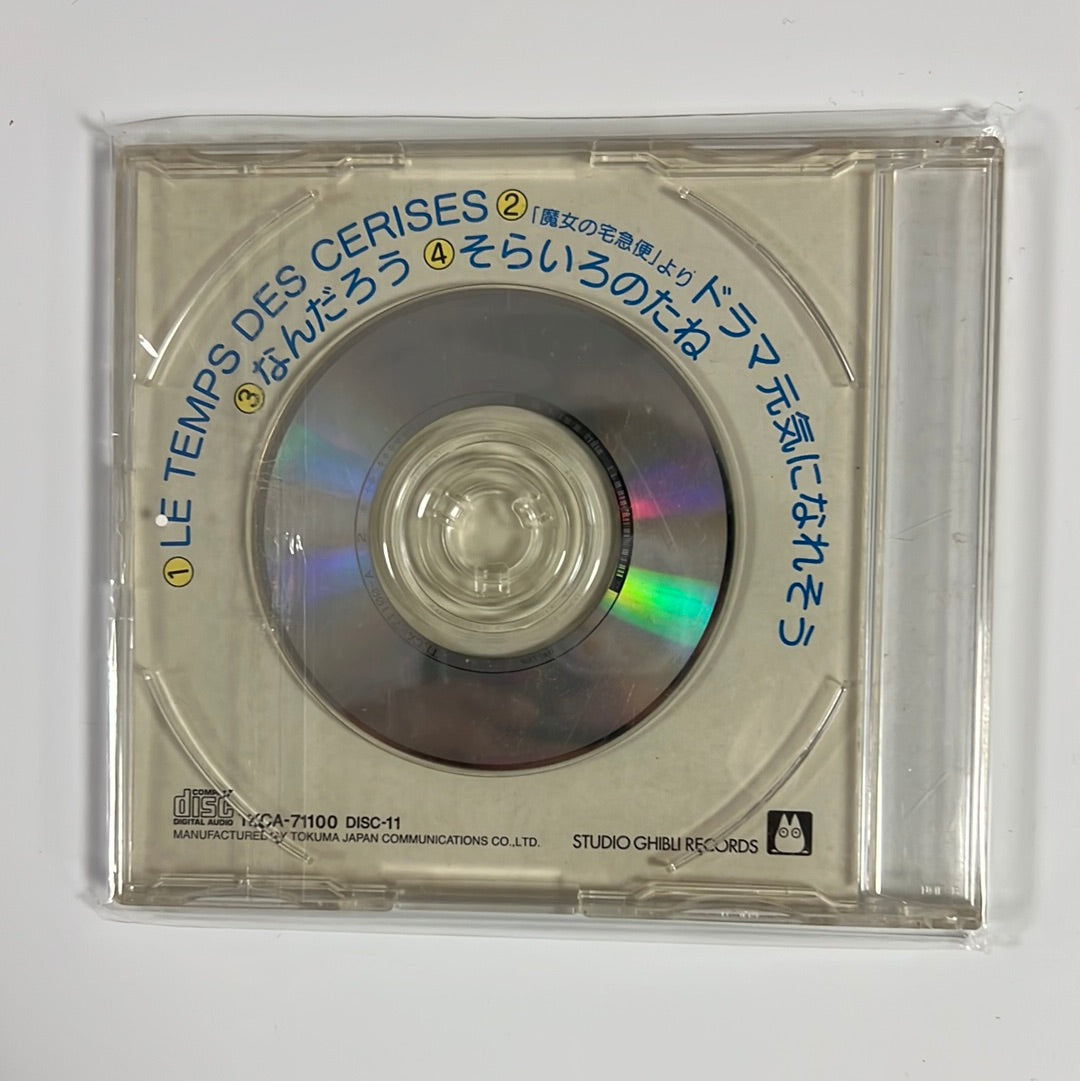 ① LE TEMPS DES CERISES ② 「魔女の宅急便」より ドラマ 元気になれそう
③ なんだろう ④ そらいろのたね
COMPACT
disc
DIGITAL AUDIO
TKCA-71100 DISC-11
MANUFACTURED BY TOKUMA JAPAN COMMUNICATIONS CO.,LTD.
STUDIO GHIBLI RECORDS